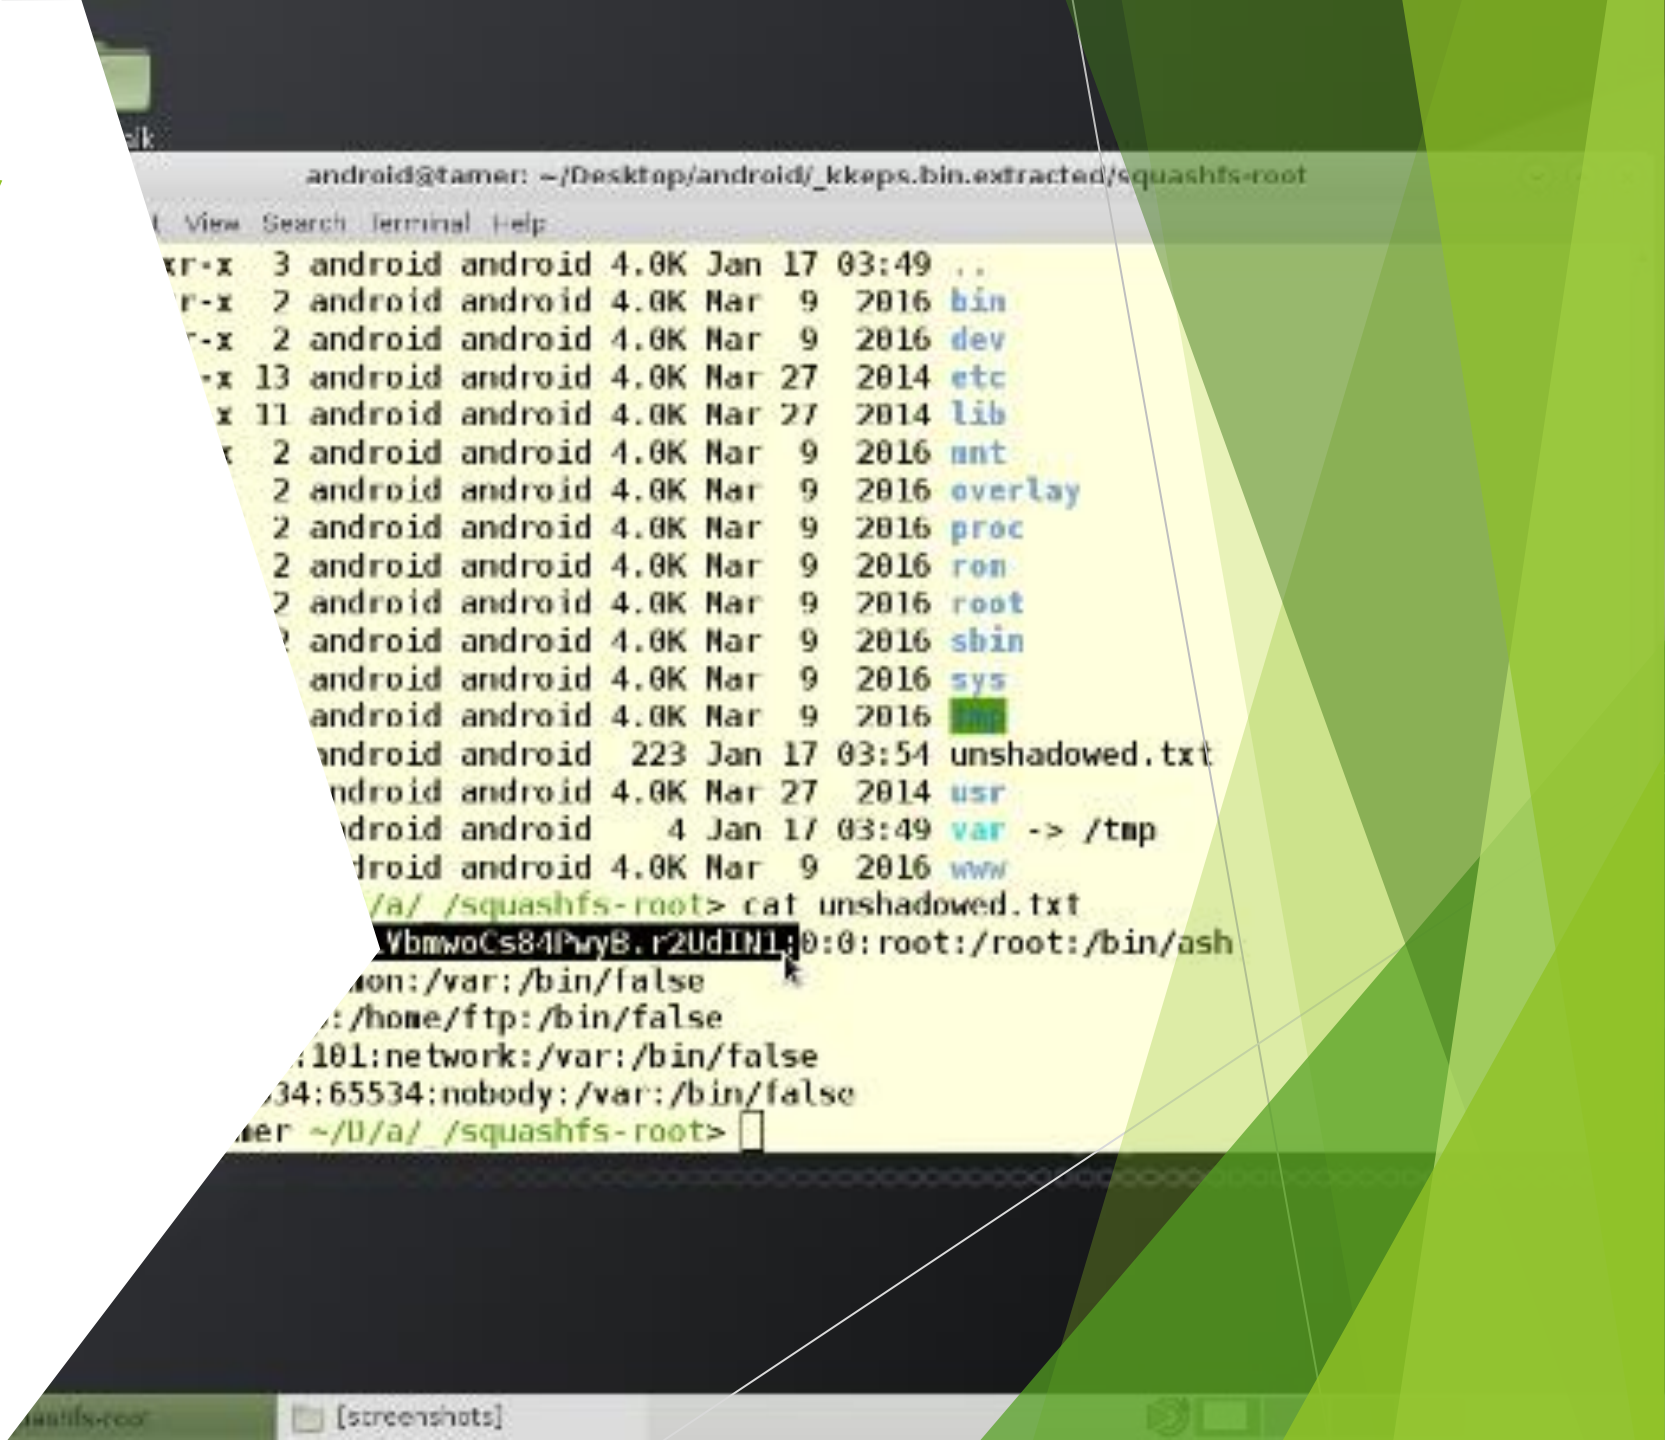 android@tamer: ~/Desktop/android/_kkeps.bin.extracted/squashfs-root
View Search Terminal Help
xr-x 3 android android 4.0K Jan 17 03:49 ..
r-x 2 android android 4.0K Mar 9 2016 bin
r-x 2 android android 4.0K Mar 9 2016 dev
-x 13 android android 4.0K Mar 27 2014 etc
x 11 android android 4.0K Mar 27 2014 lib
x 2 android android 4.0K Mar 9 2016 mnt
2 android android 4.0K Mar 9 2016 overlay
2 android android 4.0K Mar 9 2016 proc
2 android android 4.0K Mar 9 2016 rom
2 android android 4.0K Mar 9 2016 root
2 android android 4.0K Mar 9 2016 sbin
android android 4.0K Mar 9 2016 sys
android android 4.0K Mar 9 2016 tmp
android android 223 Jan 17 03:54 unshadowed.txt
ndroid android 4.0K Mar 27 2014 usr
droid android 4 Jan 17 03:49 var -> /tmp
droid android 4.0K Mar 9 2016 www
/a/_/squashfs-root> cat unshadowed.txt
.VbmwoCs84PwyB.r2UdIN1:0:0:root:/root:/bin/ash
mon:/var:/bin/false
:/home/ftp:/bin/false
:101:network:/var:/bin/false
34:65534:nobody:/var:/bin/false
mer ~/D/a/_/squashfs-root>
[screenshots]